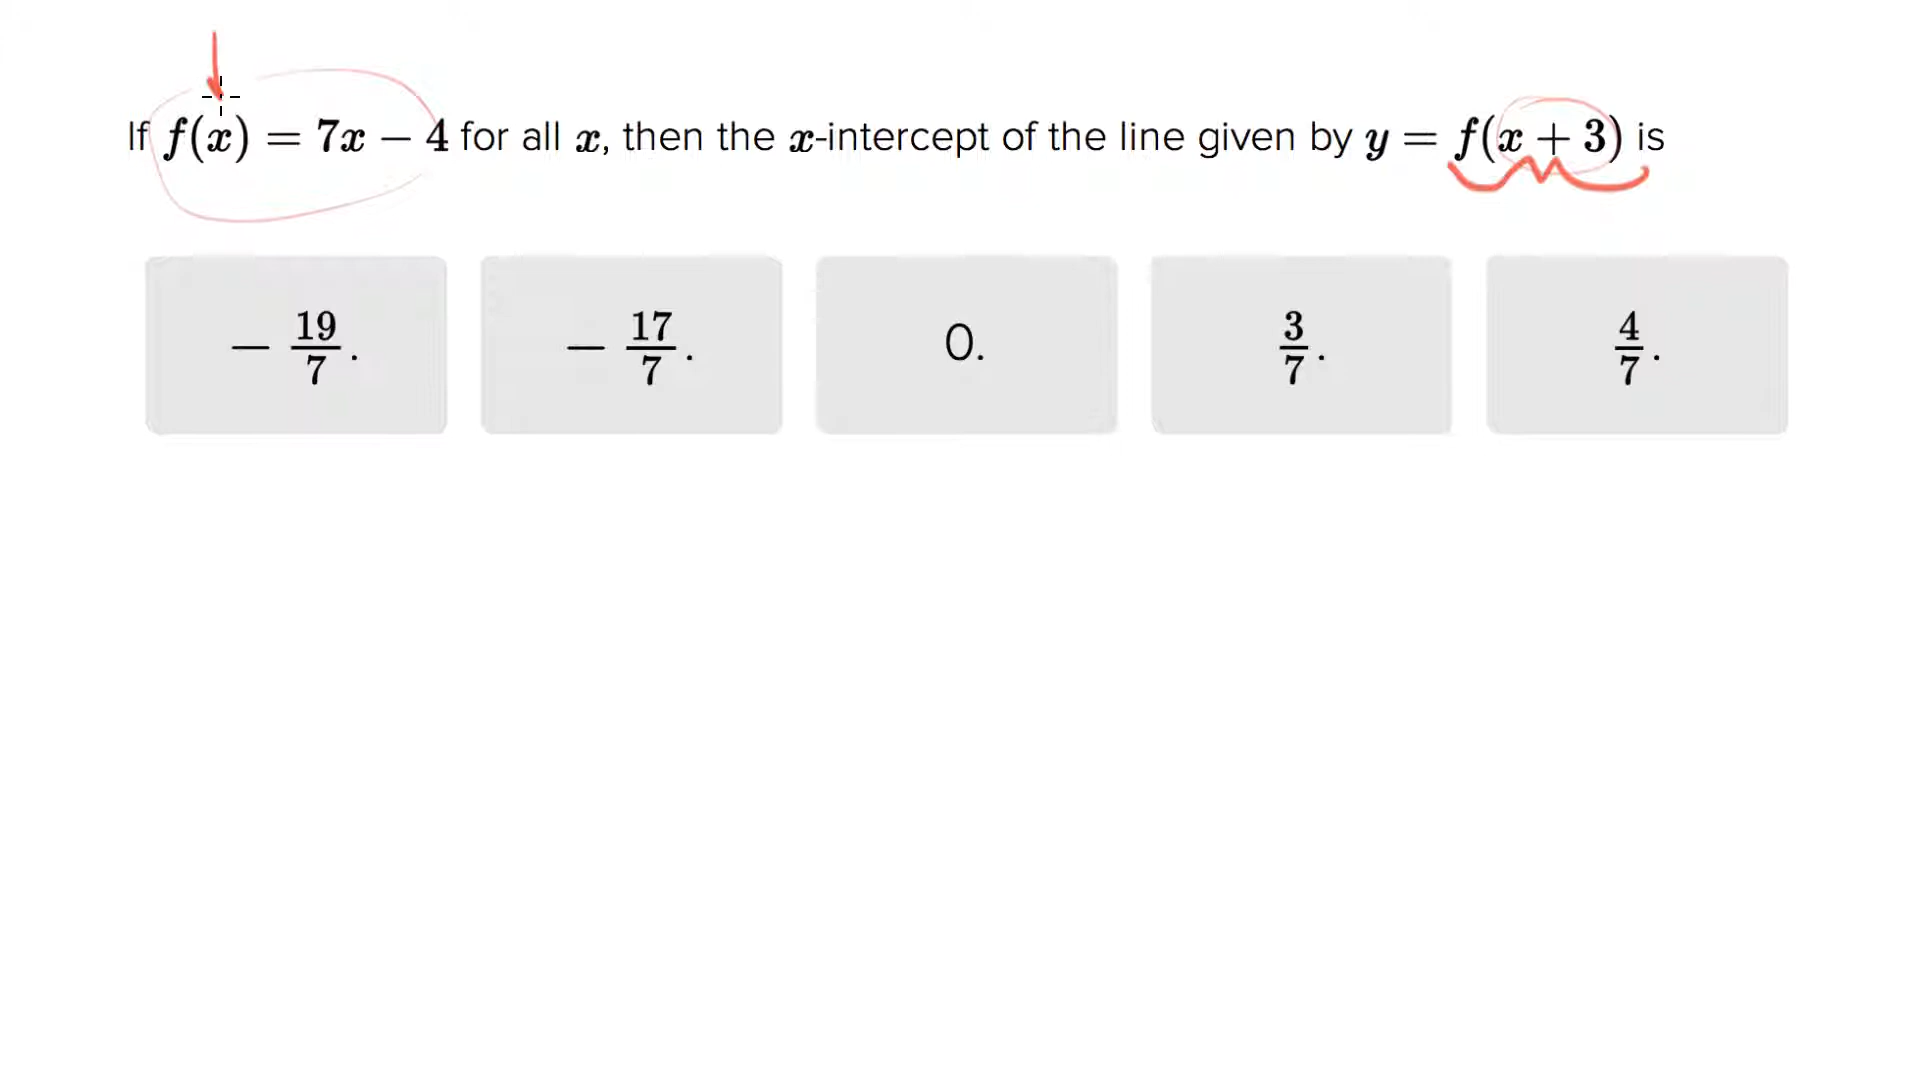 If f(x) = 7x − 4 for all x, then the x-intercept of the line given by y = f(x + 3) is
− 19/7 . − 17/7 . 0. 3/7 . 4/7 .